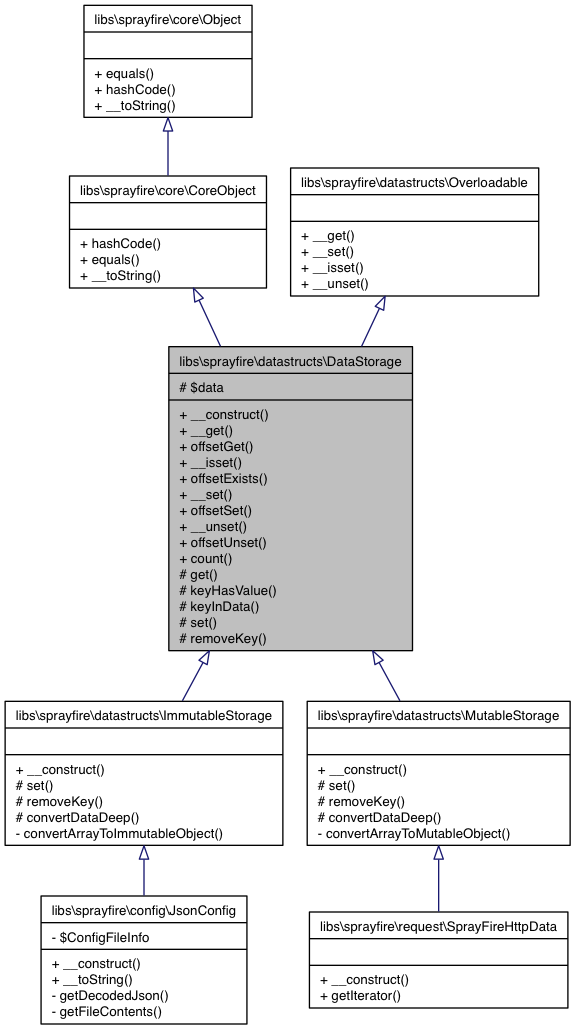 libs\sprayfire\core\Object
+ equals()
+ hashCode()
+ __toString()
libs\sprayfire\core\CoreObject
+ hashCode()
+ equals()
+ __toString()
libs\sprayfire\datastructs\Overloadable
+ __get()
+ __set()
+ __isset()
+ __unset()
libs\sprayfire\datastructs\DataStorage
# $data
+ __construct()
+ __get()
+ offsetGet()
+ __isset()
+ offsetExists()
+ __set()
+ offsetSet()
+ __unset()
+ offsetUnset()
+ count()
# get()
# keyHasValue()
# keyInData()
# set()
# removeKey()
libs\sprayfire\datastructs\ImmutableStorage
+ __construct()
# set()
# removeKey()
# convertDataDeep()
- convertArrayToImmutableObject()
libs\sprayfire\datastructs\MutableStorage
+ __construct()
# set()
# removeKey()
# convertDataDeep()
- convertArrayToMutableObject()
libs\sprayfire\config\JsonConfig
- $ConfigFileInfo
+ __construct()
+ __toString()
- getDecodedJson()
- getFileContents()
libs\sprayfire\request\SprayFireHttpData
+ __construct()
+ getIterator()